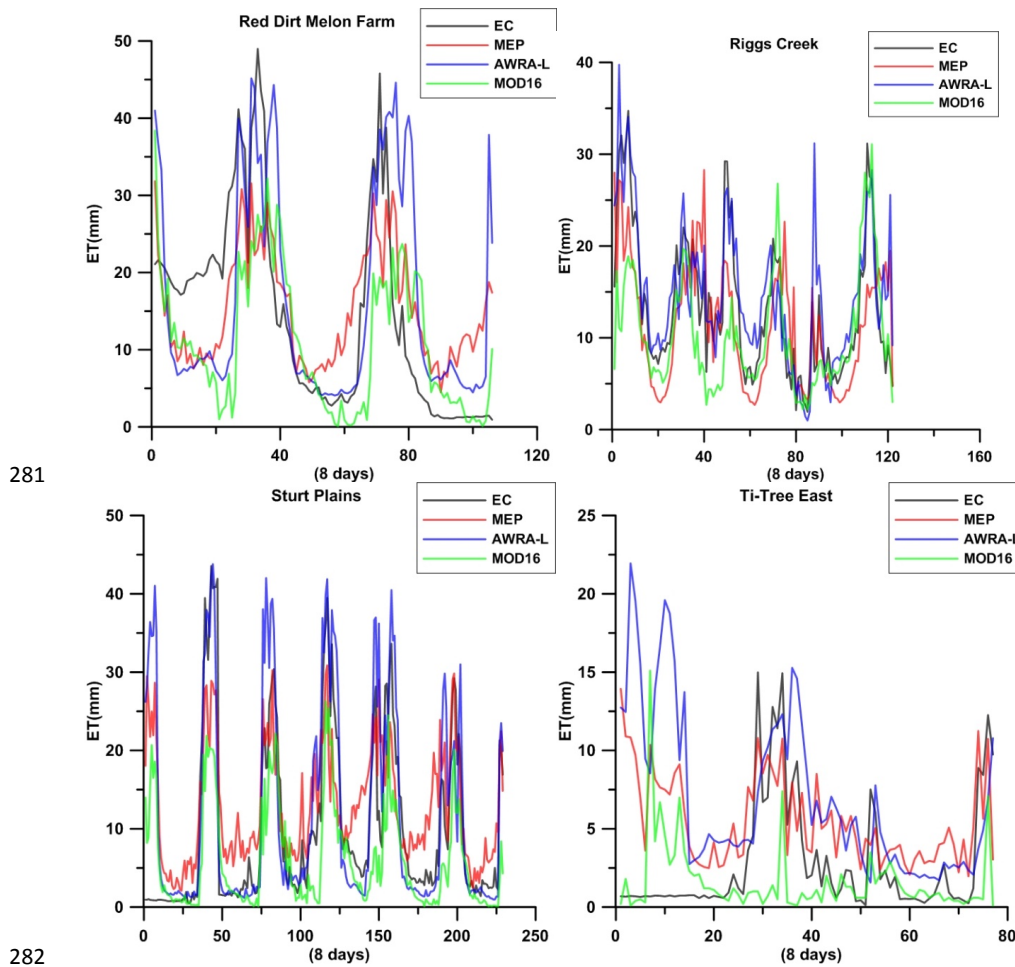 Red Dirt Melon Farm
EC
MEP
AWRA-L
MOD16
ET(mm)
50
40
30
20
10
0
0 40 80 120
(8 days)
Riggs Creek
EC
MEP
AWRA-L
MOD16
ET(mm)
40
30
20
10
0
0 40 80 120 160
(8 days)
281
Sturt Plains
EC
MEP
AWRA-L
MOD16
ET(mm)
50
40
30
20
10
0
0 50 100 150 200 250
(8 days)
Ti-Tree East
EC
MEP
AWRA-L
MOD16
ET(mm)
25
20
15
10
5
0
0 20 40 60 80
(8 days)
282